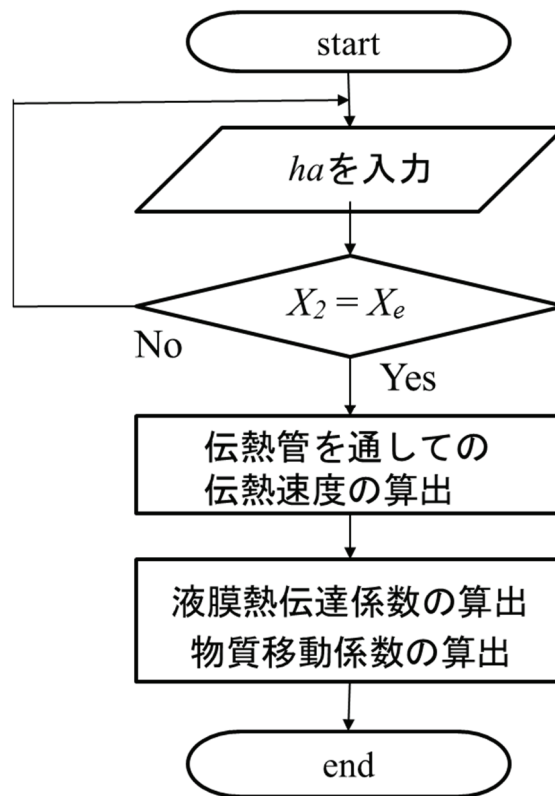 start
haを入力
X₂ = Xₑ
No
Yes
伝熱管を通しての
伝熱速度の算出
液膜熱伝達係数の算出
物質移動係数の算出
end